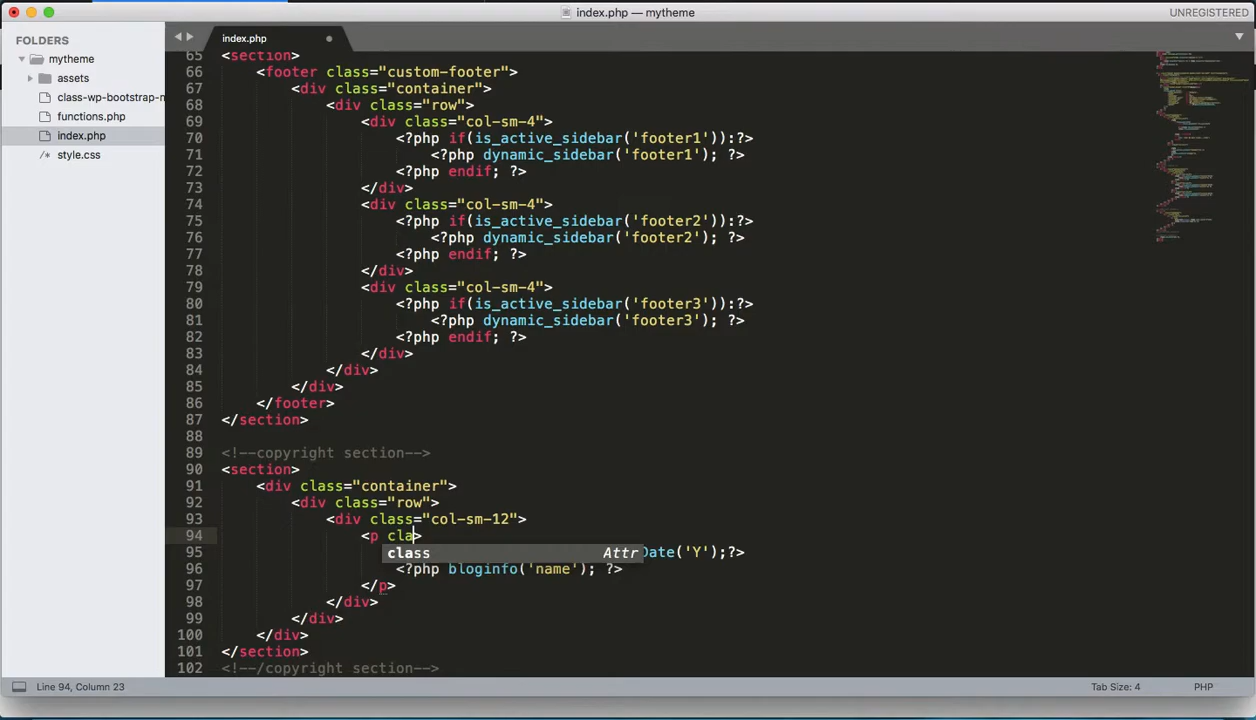 index.php — mytheme
UNREGISTERED
FOLDERS
mytheme
assets
class-wp-bootstrap-n
functions.php
index.php
style.css
index.php
65 <section>
66 <footer class="custom-footer">
67 <div class="container">
68 <div class="row">
69 <div class="col-sm-4">
70 <?php if(is_active_sidebar('footer1')):?>
71 <?php dynamic_sidebar('footer1'); ?>
72 <?php endif; ?>
73 </div>
74 <div class="col-sm-4">
75 <?php if(is_active_sidebar('footer2')):?>
76 <?php dynamic_sidebar('footer2'); ?>
77 <?php endif; ?>
78 </div>
79 <div class="col-sm-4">
80 <?php if(is_active_sidebar('footer3')):?>
81 <?php dynamic_sidebar('footer3'); ?>
82 <?php endif; ?>
83 </div>
84 </div>
85 </div>
86 </footer>
87 </section>
88
89 <!--copyright section-->
90 <section>
91 <div class="container">
92 <div class="row">
93 <div class="col-sm-12">
94 <p cla>
class Attr
95 Date('Y');?>
96 <?php bloginfo('name'); ?>
97 </p>
98 </div>
99 </div>
100 </div>
101 </section>
102 <!--/copyright section-->
Line 94, Column 23
Tab Size: 4
PHP